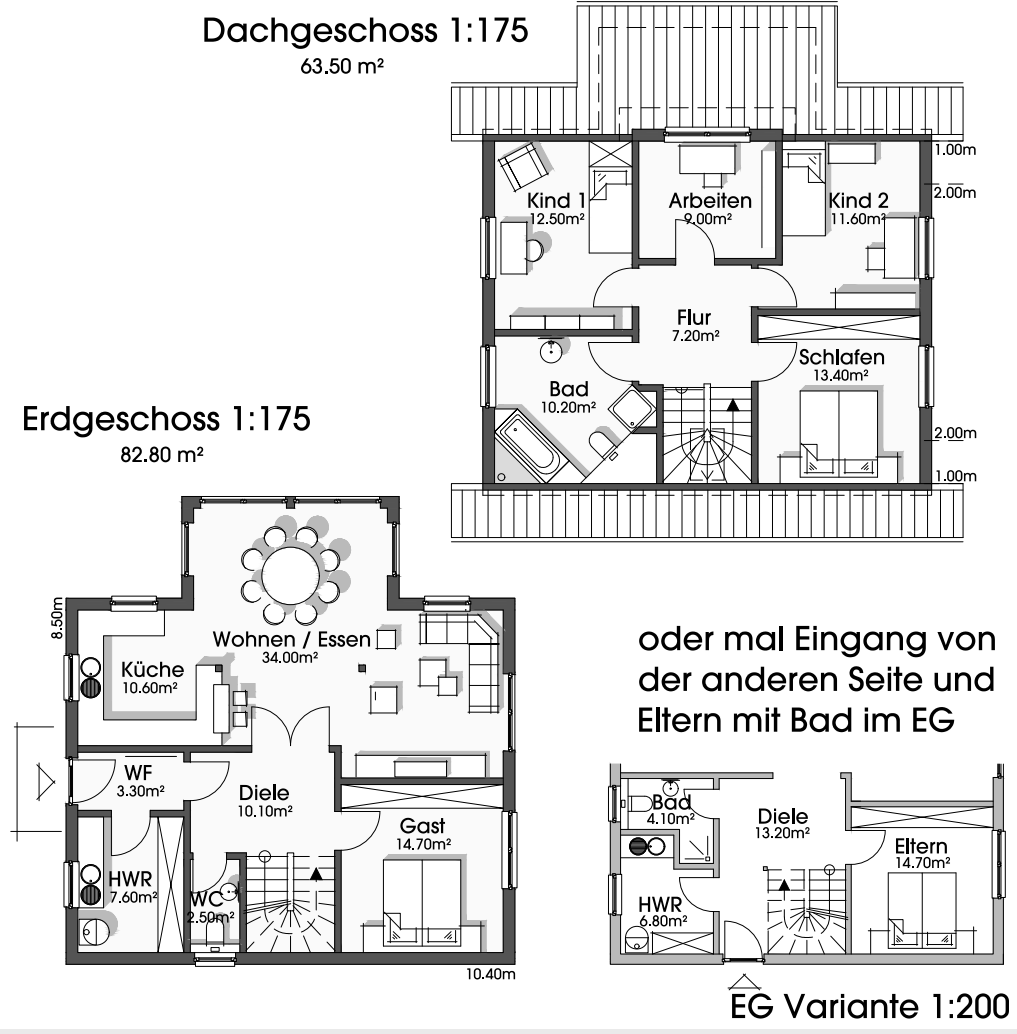 Dachgeschoss 1:175
63.50 m²
1.00m
2.00m
Kind 1
12.50m²
Arbeiten
9.00m²
Kind 2
11.60m²
Flur
7.20m²
Schlafen
13.40m²
Bad
10.20m²
2.00m
1.00m
Erdgeschoss 1:175
82.80 m²
8.50m
Wohnen / Essen
34.00m²
Küche
10.60m²
WF
3.30m²
Diele
10.10m²
Gast
14.70m²
HWR
7.60m²
WC
2.50m²
10.40m
oder mal Eingang von
der anderen Seite und
Eltern mit Bad im EG
Bad
4.10m²
Diele
13.20m²
Eltern
14.70m²
HWR
6.80m²
EG Variante 1:200